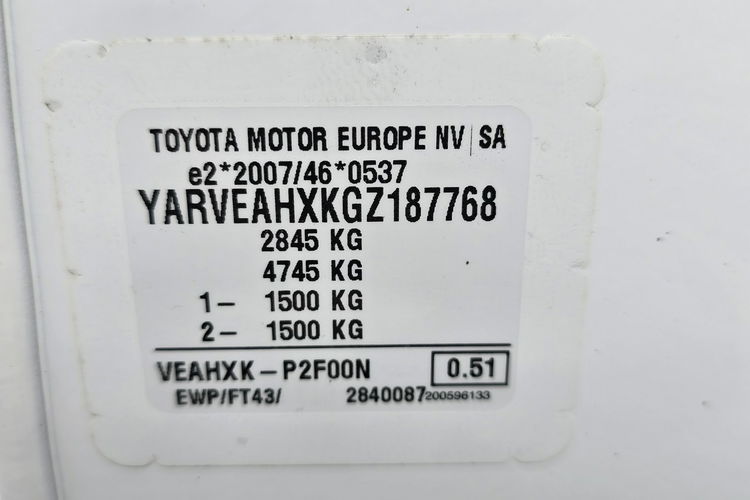 TOYOTA MOTOR EUROPE NV/SA
e2*2007/46*0537
YARVEAHXKGZ187768
2845 KG
4745 KG
1- 1500 KG
2- 1500 KG
VEAHXK-P2F00N 0.51
EWP/FT43/ 2840087200596133